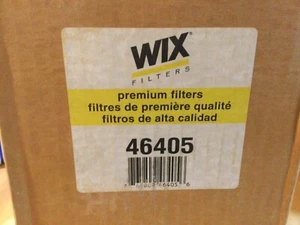 WIX
FILTERS
premium filters
filtres de première qualité
filtros de alta calidad
46405